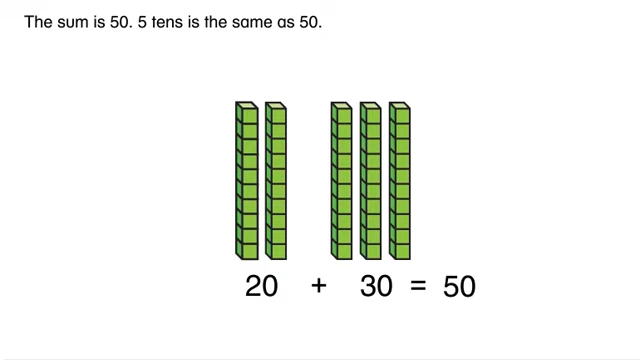 The sum is 50. 5 tens is the same as 50.
20 + 30 = 50